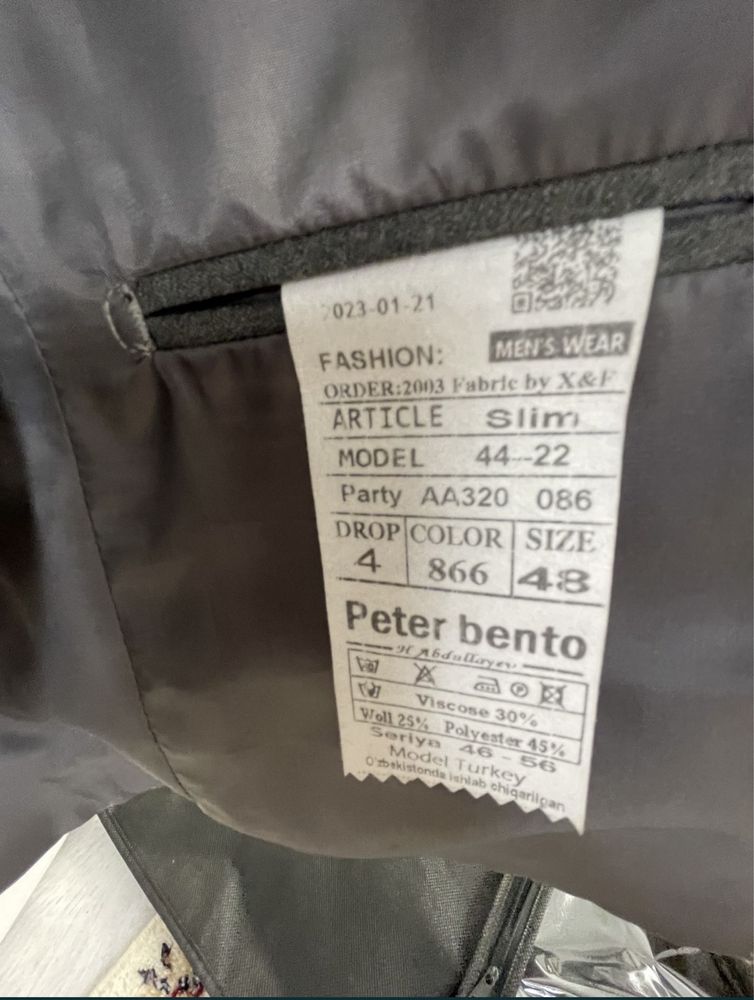 2023-01-21
FASHION: MEN'S WEAR
ORDER:2003 Fabric by X&F
ARTICLE Slim
MODEL 44--22
Party AA320 086
DROP COLOR SIZE
4 866 48
Peter bento
H Abdullayev
Viscose 30%
Woll 25% Polyester 45%
Seriya 46 - 56
Model Turkey
O'zbekistonda ishlab chiqarilgan